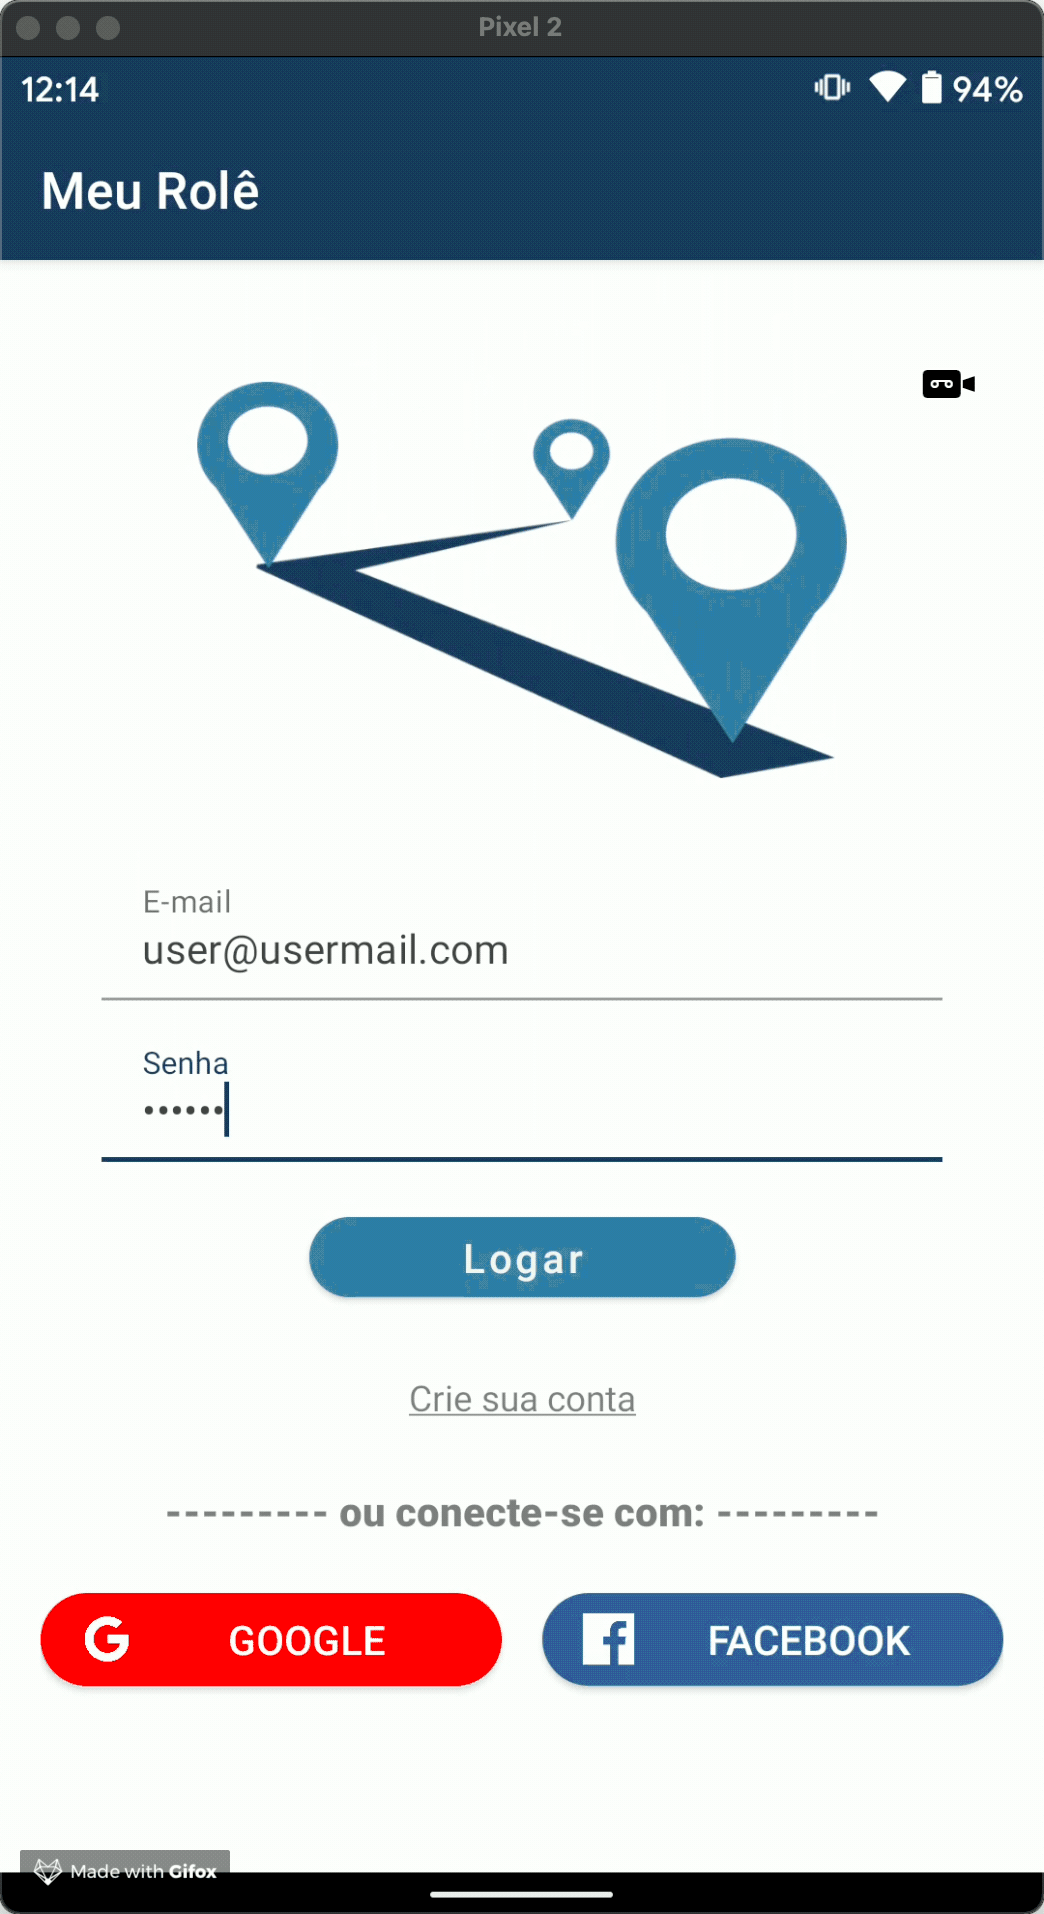 Pixel 2
12:14
94%
Meu Rolê
E-mail
user@usermail.com
Senha
••••••
Logar
Crie sua conta
--------- ou conecte-se com: ---------
G GOOGLE
f FACEBOOK
Made with Gifox